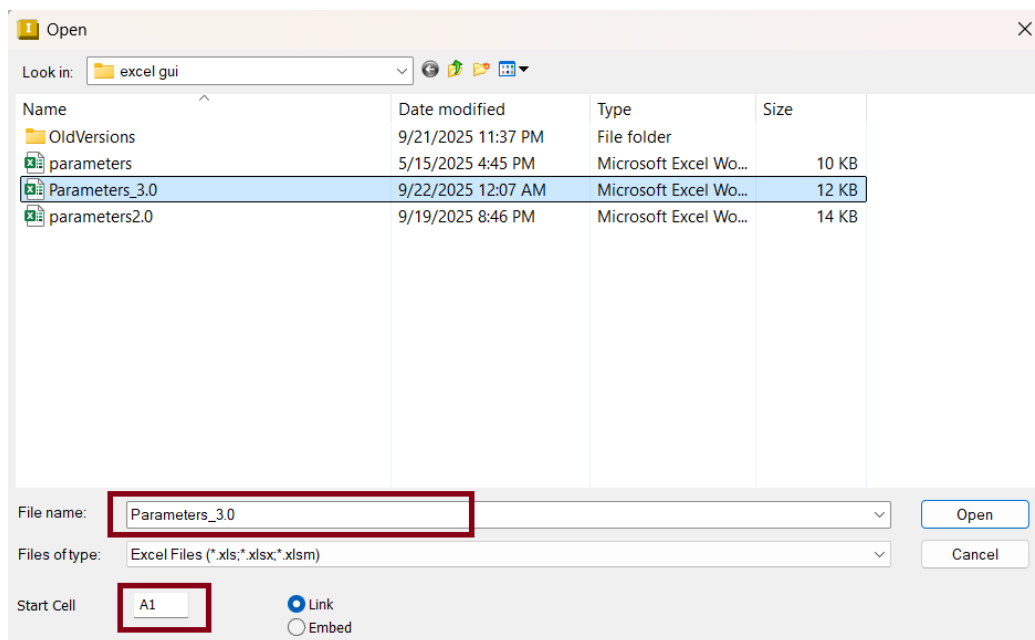 Open
Look in: excel gui
Name Date modified Type Size
OldVersions 9/21/2025 11:37 PM File folder
parameters 5/15/2025 4:45 PM Microsoft Excel Wo... 10 KB
Parameters_3.0 9/22/2025 12:07 AM Microsoft Excel Wo... 12 KB
parameters2.0 9/19/2025 8:46 PM Microsoft Excel Wo... 14 KB
File name: Parameters_3.0 Open
Files of type: Excel Files (*.xls;*.xlsx;*.xlsm) Cancel
Start Cell A1 Link
Embed